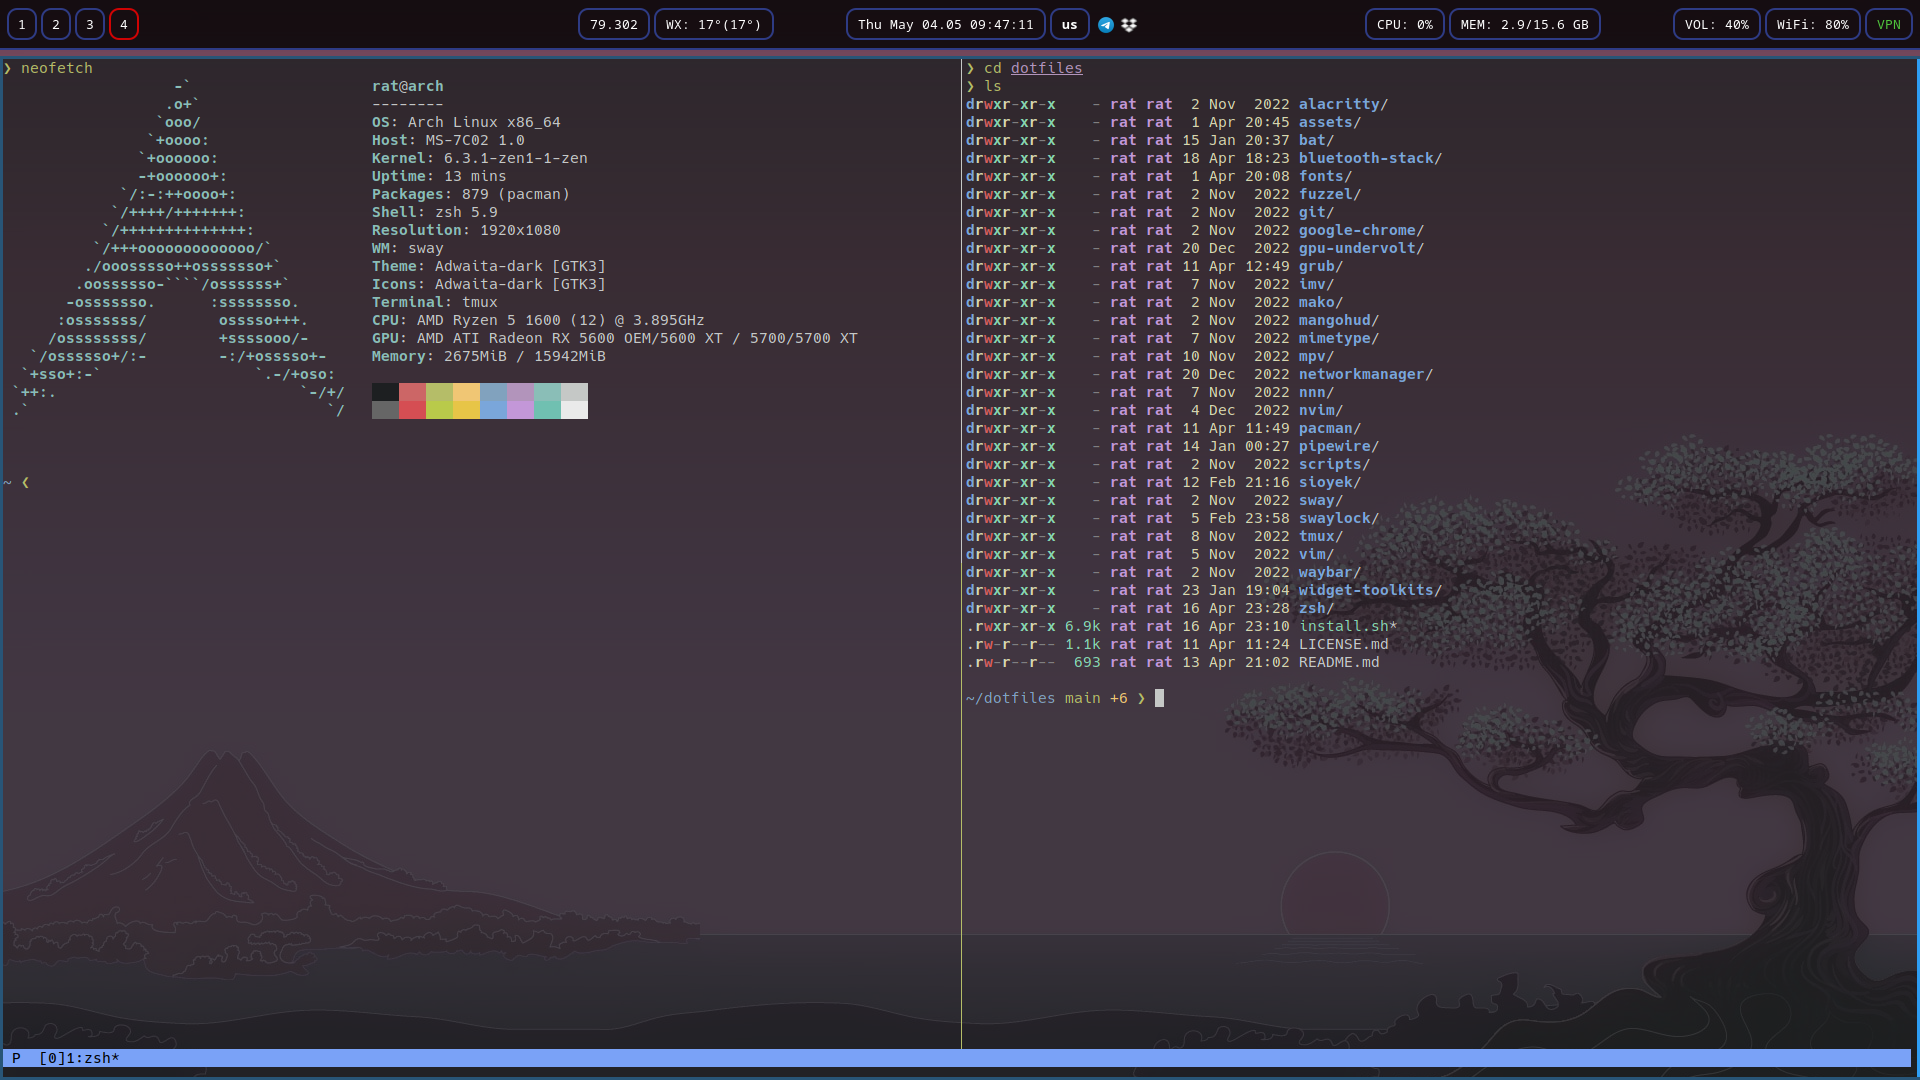 1 2 3 4 79.302 WX: 17°(17°) Thu May 04.05 09:47:11 us CPU: 0% MEM: 2.9/15.6 GB VOL: 40% WiFi: 80% VPN
❯ neofetch
                   -`
                  .o+`
                 `ooo/
                `+oooo:
               `+oooooo:
               -+oooooo+:
             `/:-:++oooo+:
            `/++++/+++++++:
           `/++++++++++++++:
          `/+++ooooooooooooo/`
         ./ooosssso++osssssso+`
        .oossssso-````/ossssss+`
       -osssssso.      :ssssssso.
      :osssssss/        osssso+++.
     /ossssssss/        +ssssooo/-
   `/ossssso+/:-        -:/+osssso+-
  `+sso+:-`                 `.-/+oso:
 `++:.                           `-/+/
 .`                                 `/
rat@arch
--------
OS: Arch Linux x86_64
Host: MS-7C02 1.0
Kernel: 6.3.1-zen1-1-zen
Uptime: 13 mins
Packages: 879 (pacman)
Shell: zsh 5.9
Resolution: 1920x1080
WM: sway
Theme: Adwaita-dark [GTK3]
Icons: Adwaita-dark [GTK3]
Terminal: tmux
CPU: AMD Ryzen 5 1600 (12) @ 3.895GHz
GPU: AMD ATI Radeon RX 5600 OEM/5600 XT / 5700/5700 XT
Memory: 2675MiB / 15942MiB
~ ❮
❯ cd dotfiles
❯ ls
drwxr-xr-x    - rat rat  2 Nov  2022 alacritty/
drwxr-xr-x    - rat rat  1 Apr 20:45 assets/
drwxr-xr-x    - rat rat 15 Jan 20:37 bat/
drwxr-xr-x    - rat rat 18 Apr 18:23 bluetooth-stack/
drwxr-xr-x    - rat rat  1 Apr 20:08 fonts/
drwxr-xr-x    - rat rat  2 Nov  2022 fuzzel/
drwxr-xr-x    - rat rat  2 Nov  2022 git/
drwxr-xr-x    - rat rat  2 Nov  2022 google-chrome/
drwxr-xr-x    - rat rat 20 Dec  2022 gpu-undervolt/
drwxr-xr-x    - rat rat 11 Apr 12:49 grub/
drwxr-xr-x    - rat rat  7 Nov  2022 imv/
drwxr-xr-x    - rat rat  2 Nov  2022 mako/
drwxr-xr-x    - rat rat  2 Nov  2022 mangohud/
drwxr-xr-x    - rat rat  7 Nov  2022 mimetype/
drwxr-xr-x    - rat rat 10 Nov  2022 mpv/
drwxr-xr-x    - rat rat 20 Dec  2022 networkmanager/
drwxr-xr-x    - rat rat  7 Nov  2022 nnn/
drwxr-xr-x    - rat rat  4 Dec  2022 nvim/
drwxr-xr-x    - rat rat 11 Apr 11:49 pacman/
drwxr-xr-x    - rat rat 14 Jan 00:27 pipewire/
drwxr-xr-x    - rat rat  2 Nov  2022 scripts/
drwxr-xr-x    - rat rat 12 Feb 21:16 sioyek/
drwxr-xr-x    - rat rat  2 Nov  2022 sway/
drwxr-xr-x    - rat rat  5 Feb 23:58 swaylock/
drwxr-xr-x    - rat rat  8 Nov  2022 tmux/
drwxr-xr-x    - rat rat  5 Nov  2022 vim/
drwxr-xr-x    - rat rat  2 Nov  2022 waybar/
drwxr-xr-x    - rat rat 23 Jan 19:04 widget-toolkits/
drwxr-xr-x    - rat rat 16 Apr 23:28 zsh/
.rwxr-xr-x 6.9k rat rat 16 Apr 23:10 install.sh*
.rw-r--r-- 1.1k rat rat 11 Apr 11:24 LICENSE.md
.rw-r--r--  693 rat rat 13 Apr 21:02 README.md
~/dotfiles main +6 ❯
P  [0]1:zsh*